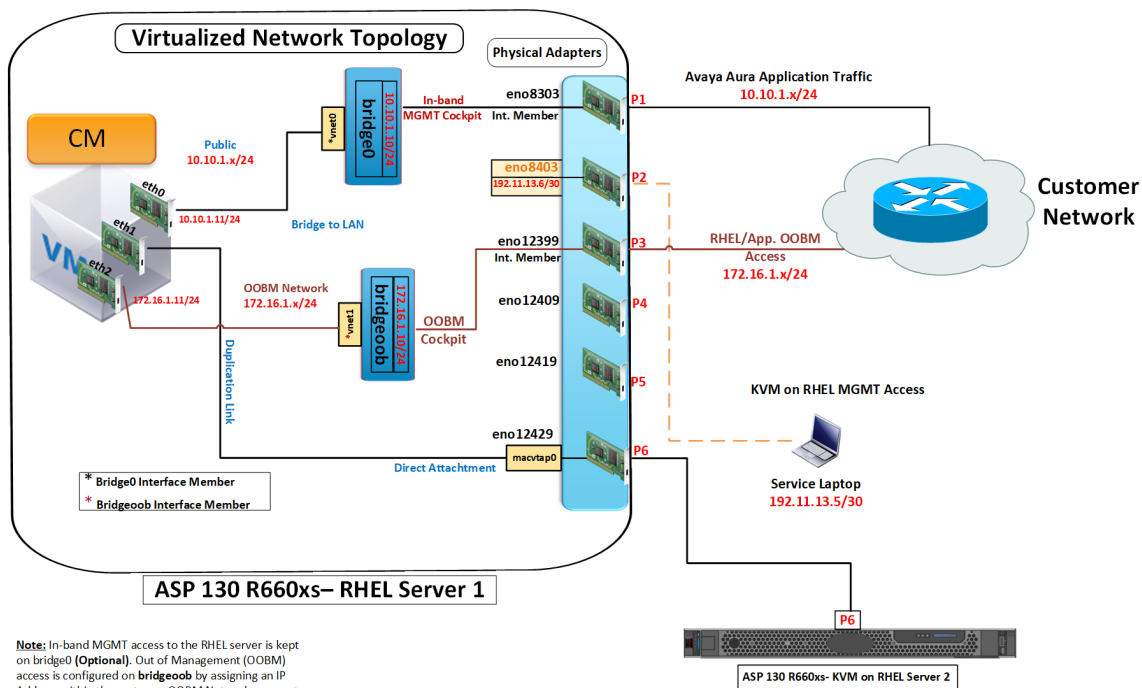 Virtualized Network Topology
Physical Adapters
CM
VM
eth0
eth1
eth2
10.10.1.11/24
172.16.1.11/24
Public
10.10.1.x/24
*vnet0
bridge0
10.10.1.10/24
In-band
MGMT Cockpit
Bridge to LAN
OOBM Network
172.16.1.x/24
*vnet1
bridgeoob
172.16.1.10/24
OOBM
Cockpit
Duplication Link
eno8303
Int. Member
P1
eno8403
192.11.13.6/30
P2
eno12399
Int. Member
P3
eno12409
P4
eno12419
P5
eno12429
macvtap0
P6
Direct Attachtment
* Bridge0 Interface Member
* Bridgeoob Interface Member
ASP 130 R660xs– RHEL Server 1
Avaya Aura Application Traffic
10.10.1.x/24
Customer
Network
RHEL/App. OOBM
Access
172.16.1.x/24
KVM on RHEL MGMT Access
Service Laptop
192.11.13.5/30
P6
ASP 130 R660xs- KVM on RHEL Server 2
Note: In-band MGMT access to the RHEL server is kept
on bridge0 (Optional). Out of Management (OOBM)
access is configured on bridgeoob by assigning an IP